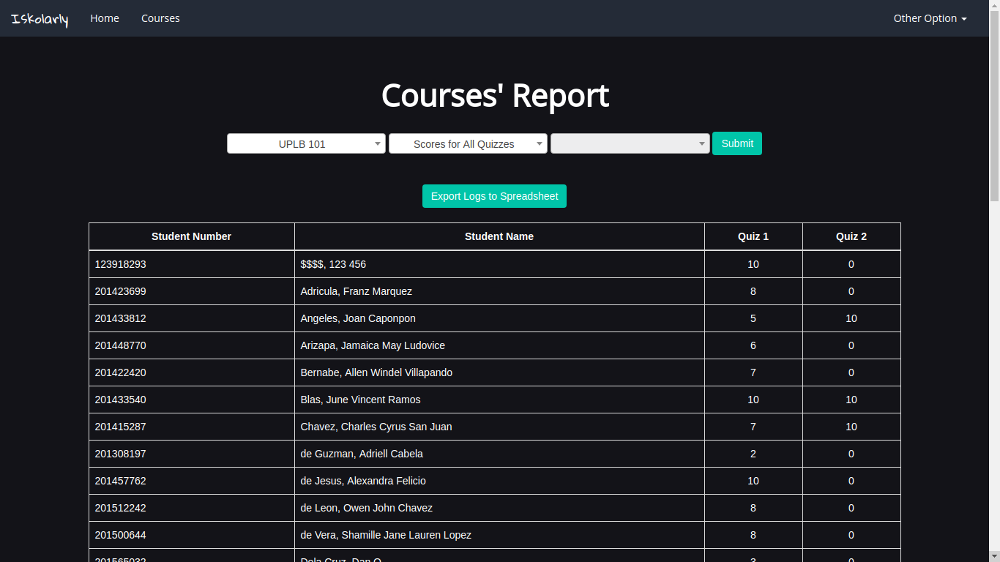 Iskolarly Home Courses Other Option
Courses' Report
UPLB 101 Scores for All Quizzes Submit
Export Logs to Spreadsheet
Student Number Student Name Quiz 1 Quiz 2
123918293 $$$$, 123 456 10 0
201423699 Adricula, Franz Marquez 8 0
201433812 Angeles, Joan Caponpon 5 10
201448770 Arizapa, Jamaica May Ludovice 6 0
201422420 Bernabe, Allen Windel Villapando 7 0
201433540 Blas, June Vincent Ramos 10 10
201415287 Chavez, Charles Cyrus San Juan 7 10
201308197 de Guzman, Adriell Cabela 2 0
201457762 de Jesus, Alexandra Felicio 10 0
201512242 de Leon, Owen John Chavez 8 0
201500644 de Vera, Shamille Jane Lauren Lopez 8 0
201565032 Dela Cruz, Dan O 3 0